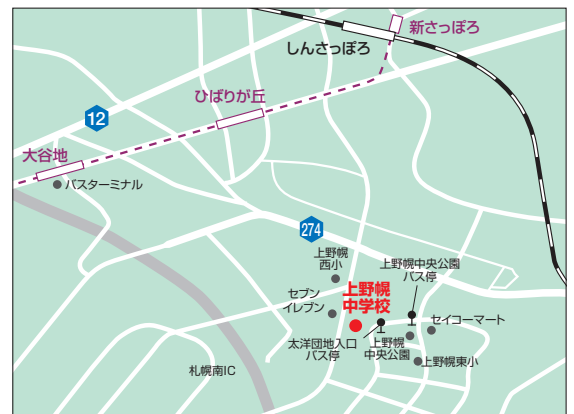 新さっぽろ
しんさっぽろ
ひばりが丘
12
大谷地
バスターミナル
274
上野幌
西小
上野幌中央公園
バス停
セブン
イレブン
上野幌
中学校
セイコーマート
太洋団地入口
バス停
上野幌
中央公園
上野幌東小
札幌南IC